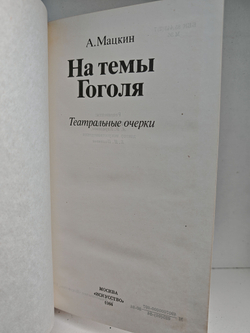 А. Мацкин
На темы
Гоголя
Театральные очерки
МОСКВА
«ИСКУССТВО»